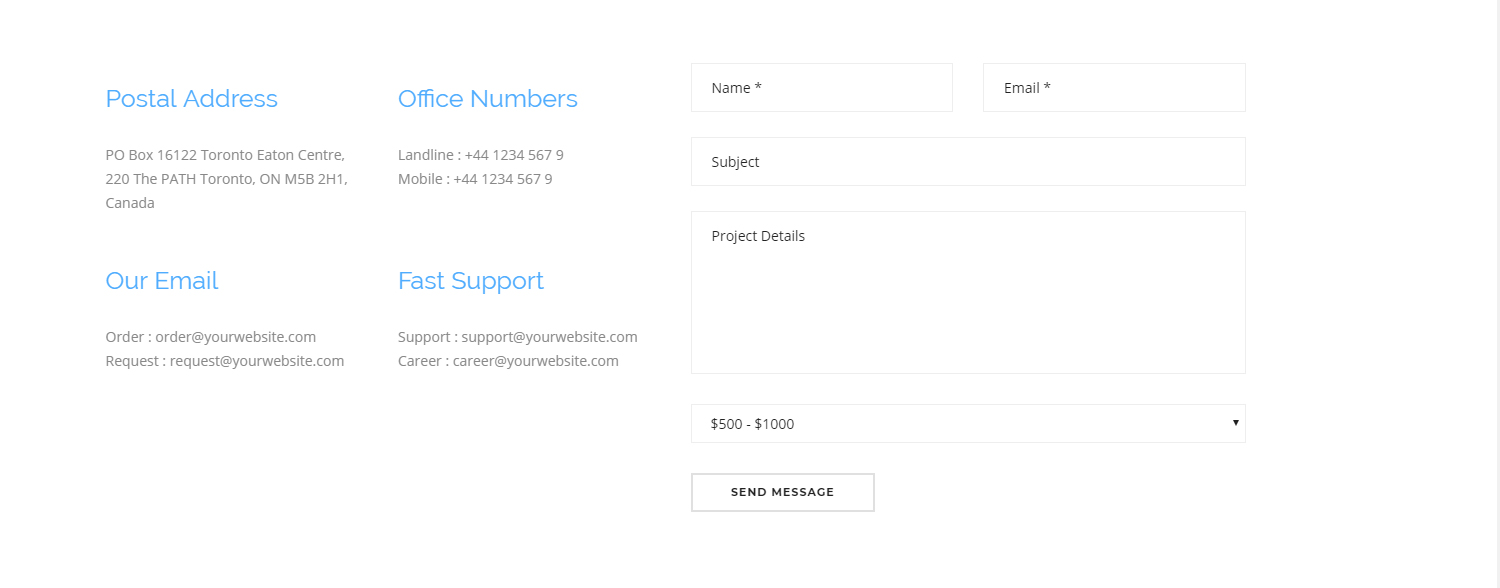 Postal Address
PO Box 16122 Toronto Eaton Centre,
220 The PATH Toronto, ON M5B 2H1,
Canada
Office Numbers
Landline : +44 1234 567 9
Mobile : +44 1234 567 9
Our Email
Order : order@yourwebsite.com
Request : request@yourwebsite.com
Fast Support
Support : support@yourwebsite.com
Career : career@yourwebsite.com
Name *
Email *
Subject
Project Details
$500 - $1000
SEND MESSAGE